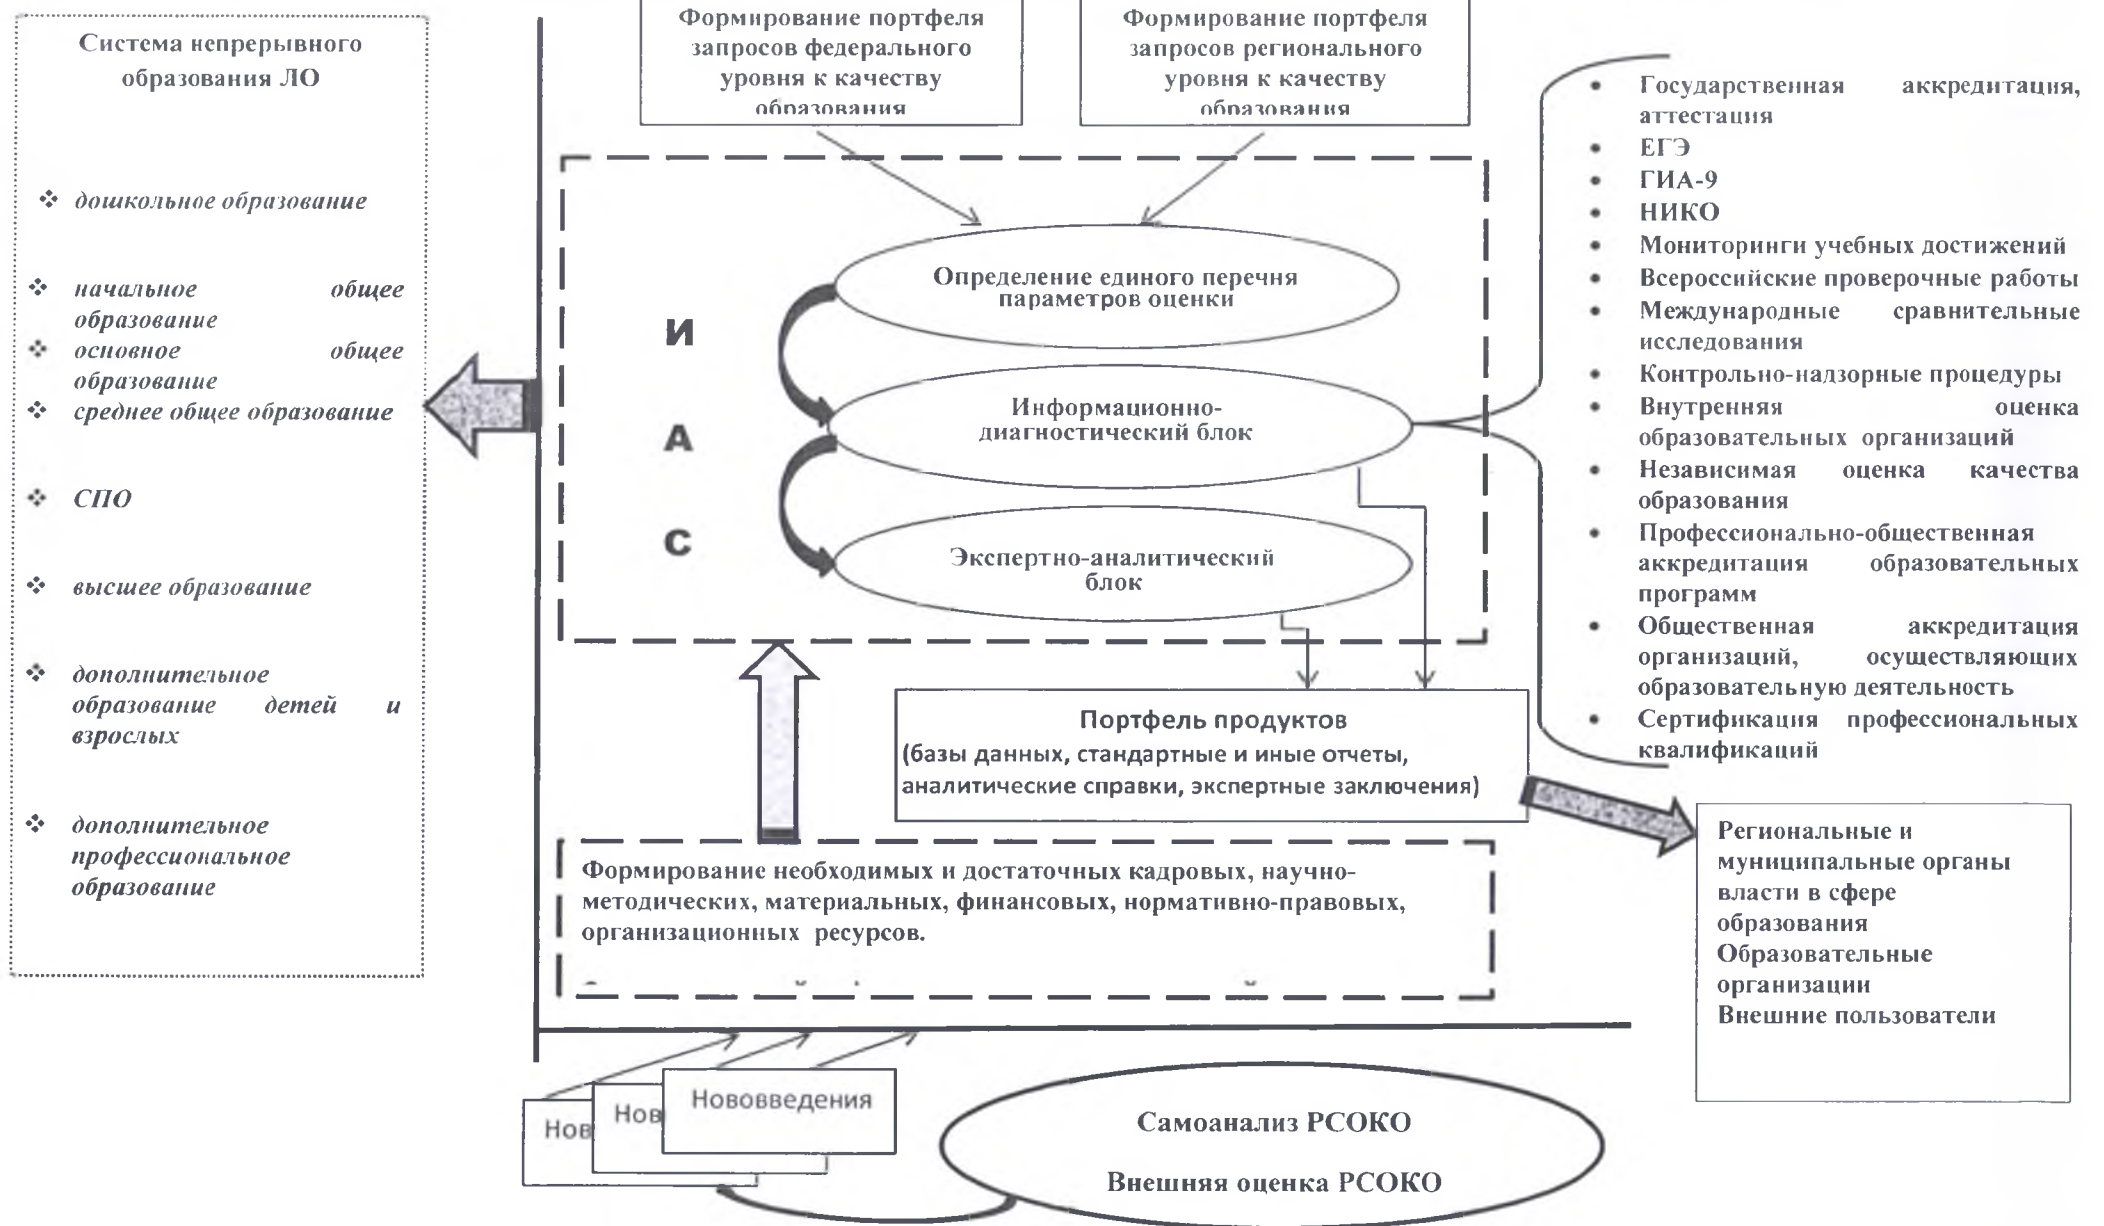 Система непрерывного
образования ЛО
дошкольное образование
начальное общее
образование
основное общее
образование
среднее общее образование
СПО
высшее образование
дополнительное
образование детей и
взрослых
дополнительное
профессиональное
образование
Формирование портфеля
запросов федерального
уровня к качеству
образования
Формирование портфеля
запросов регионального
уровня к качеству
образования
И
А
С
Определение единого перечня
параметров оценки
Информационно-
диагностический блок
Экспертно-аналитический
блок
Портфель продуктов
(базы данных, стандартные и иные отчеты,
аналитические справки, экспертные заключения)
Формирование необходимых и достаточных кадровых, научно-
методических, материальных, финансовых, нормативно-правовых,
организационных ресурсов.
Государственная аккредитация,
аттестация
ЕГЭ
ГИА-9
НИКО
Мониторинги учебных достижений
Всероссийские проверочные работы
Международные сравнительные
исследования
Контрольно-надзорные процедуры
Внутренняя оценка
образовательных организаций
Независимая оценка качества
образования
Профессионально-общественная
аккредитация образовательных
программ
Общественная аккредитация
организаций, осуществляющих
образовательную деятельность
Сертификация профессиональных
квалификаций
Региональные и
муниципальные органы
власти в сфере
образования
Образовательные
организации
Внешние пользователи
Нов
Нов
Нововведения
Самоанализ РСОКО
Внешняя оценка РСОКО